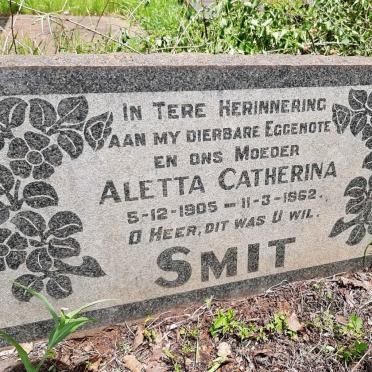 IN TERE HERINNERING
AAN MY DIERBARE EGGENOTE
EN ONS MOEDER
ALETTA CATHERINA
5-12-1905 - 11-3-1962.
O HEER, DIT WAS U WIL.
SMIT